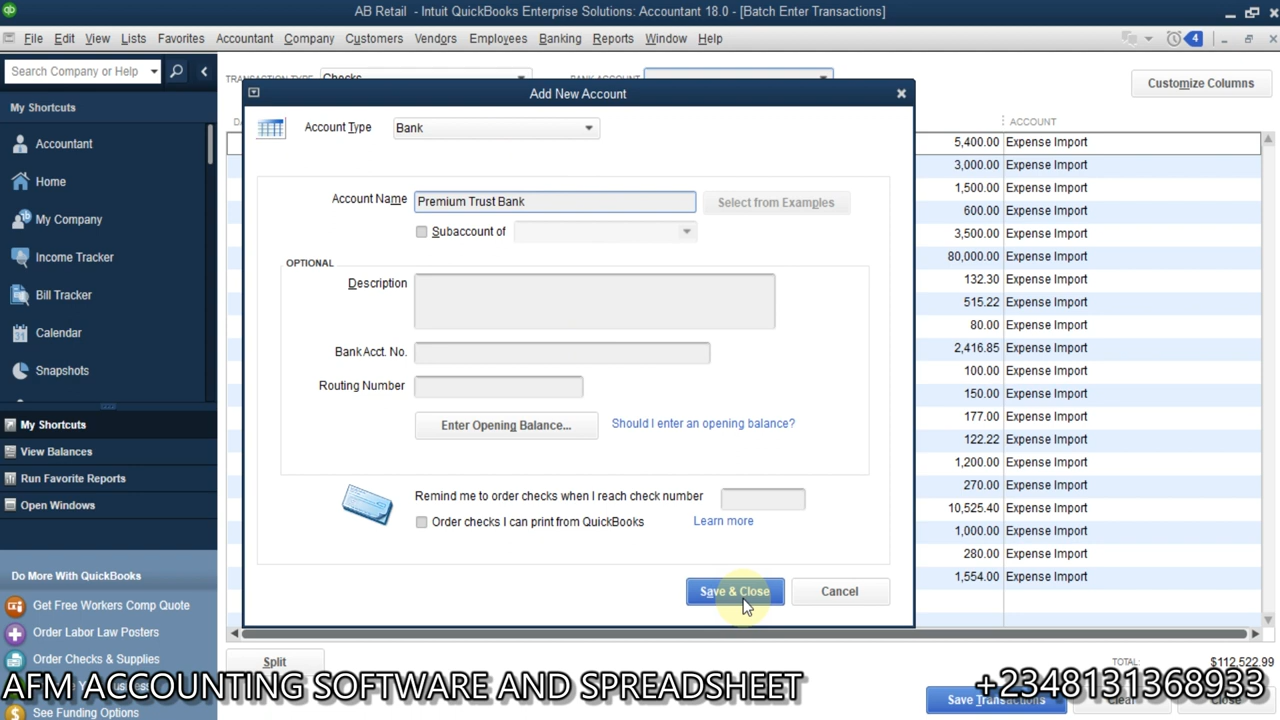 AB Retail - Intuit QuickBooks Enterprise Solutions: Accountant 18.0 - [Batch Enter Transactions]
File Edit View Lists Favorites Accountant Company Customers Vendors Employees Banking Reports Window Help
4
Search Company or Help
My Shortcuts
Accountant
Home
My Company
Income Tracker
Bill Tracker
Calendar
Snapshots
My Shortcuts
View Balances
Run Favorite Reports
Open Windows
Do More With QuickBooks
Get Free Workers Comp Quote
Order Labor Law Posters
Order Checks & Supplies
See Funding Options
TRANSACTION TYPE Checks
BANK ACCOUNT
Customize Columns
Add New Account
Account Type Bank
Account Name Premium Trust Bank
Select from Examples
Subaccount of
OPTIONAL
Description
Bank Acct. No.
Routing Number
Enter Opening Balance...
Should I enter an opening balance?
Remind me to order checks when I reach check number
Order checks I can print from QuickBooks
Learn more
Save & Close
Cancel
ACCOUNT
5,400.00 Expense Import
3,000.00 Expense Import
1,500.00 Expense Import
600.00 Expense Import
3,500.00 Expense Import
80,000.00 Expense Import
132.30 Expense Import
515.22 Expense Import
80.00 Expense Import
2,416.85 Expense Import
100.00 Expense Import
150.00 Expense Import
177.00 Expense Import
122.22 Expense Import
1,200.00 Expense Import
270.00 Expense Import
10,525.40 Expense Import
1,000.00 Expense Import
280.00 Expense Import
1,554.00 Expense Import
Split
TOTAL: $112,522.99
Save Transactions
Clear
Close
AFM ACCOUNTING SOFTWARE AND SPREADSHEET
+2348131368933